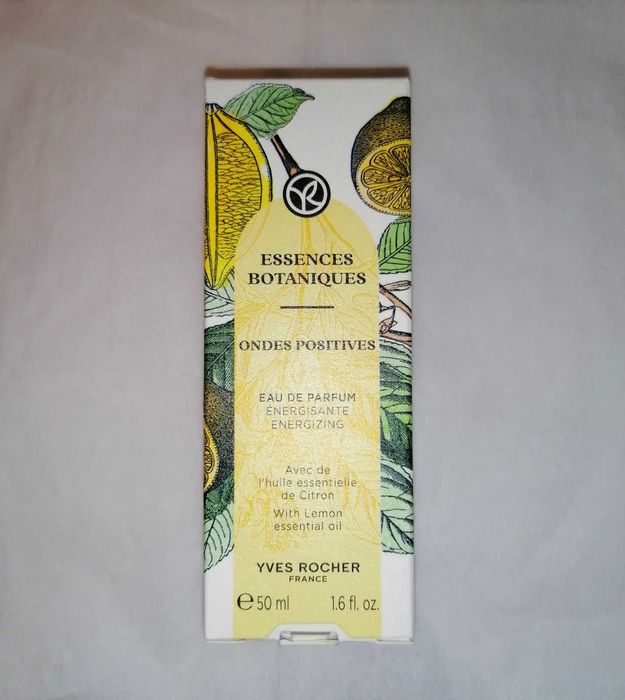 ESSENCES
BOTANIQUES
ONDES POSITIVES
EAU DE PARFUM
ÉNERGISANTE
ENERGIZING
Avec de
l'huile essentielle
de Citron
With Lemon
essential oil
YVES ROCHER
FRANCE
℮ 50 ml 1.6 fl. oz.